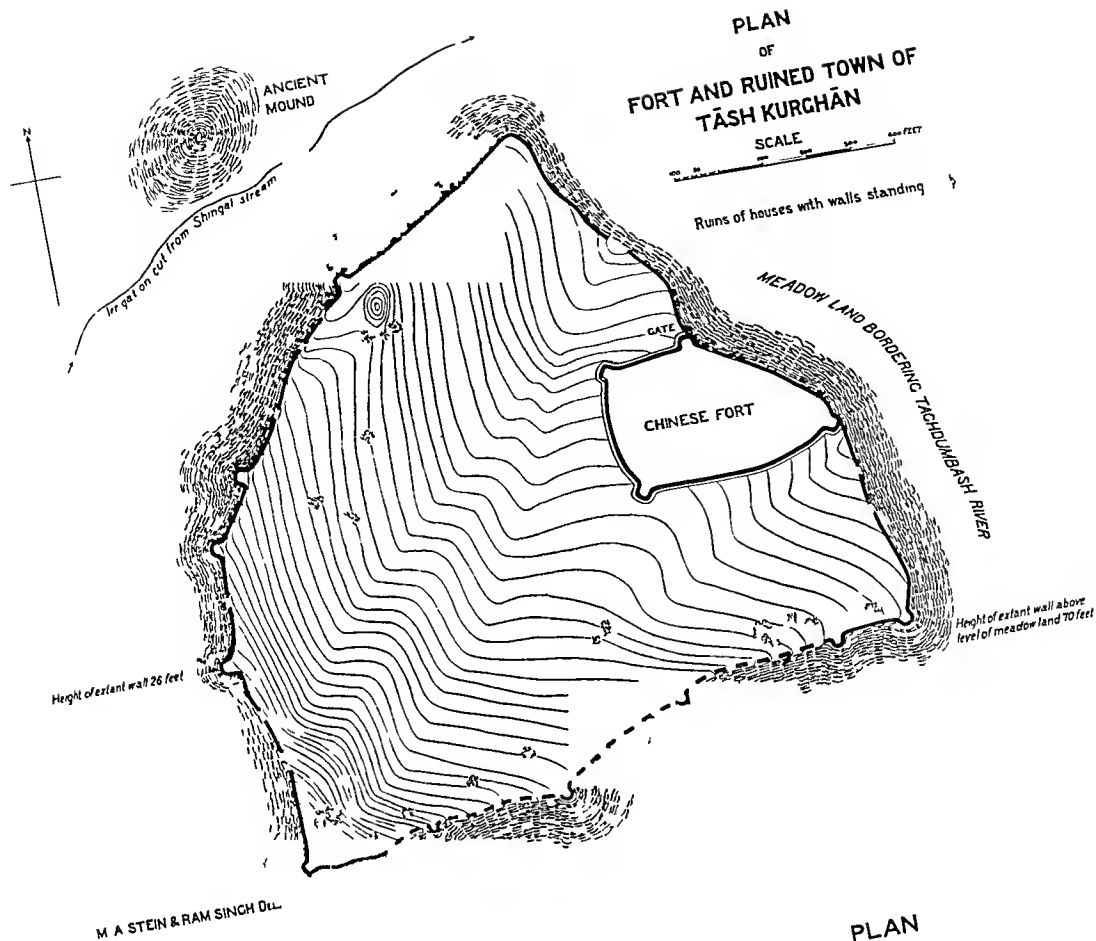 PLAN
OF
FORT AND RUINED TOWN OF
TĀSH KURGHĀN
SCALE
FEET
Ruins of houses with walls standing
N
ANCIENT
MOUND
Irrigat on cut from Shingal stream
MEADOW LAND BORDERING TAGHDUMBASH RIVER
GATE
CHINESE FORT
Height of extant wall above
level of meadow land 70 feet
Height of extant wall 26 feet
M A STEIN & RAM SINGH DEL.
PLAN